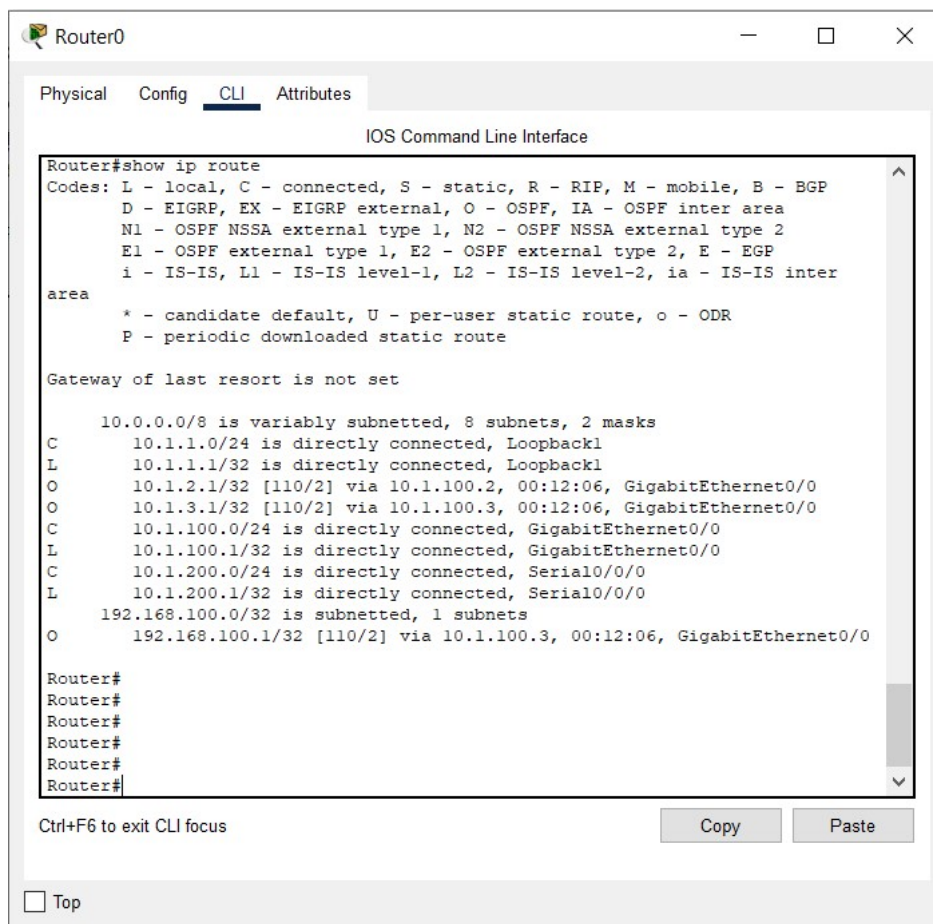 Router0
Physical Config CLI Attributes
IOS Command Line Interface
Router#show ip route
Codes: L - local, C - connected, S - static, R - RIP, M - mobile, B - BGP
D - EIGRP, EX - EIGRP external, O - OSPF, IA - OSPF inter area
N1 - OSPF NSSA external type 1, N2 - OSPF NSSA external type 2
E1 - OSPF external type 1, E2 - OSPF external type 2, E - EGP
i - IS-IS, L1 - IS-IS level-1, L2 - IS-IS level-2, ia - IS-IS inter
area
* - candidate default, U - per-user static route, o - ODR
P - periodic downloaded static route
Gateway of last resort is not set
10.0.0.0/8 is variably subnetted, 8 subnets, 2 masks
C 10.1.1.0/24 is directly connected, Loopback1
L 10.1.1.1/32 is directly connected, Loopback1
O 10.1.2.1/32 [110/2] via 10.1.100.2, 00:12:06, GigabitEthernet0/0
O 10.1.3.1/32 [110/2] via 10.1.100.3, 00:12:06, GigabitEthernet0/0
C 10.1.100.0/24 is directly connected, GigabitEthernet0/0
L 10.1.100.1/32 is directly connected, GigabitEthernet0/0
C 10.1.200.0/24 is directly connected, Serial0/0/0
L 10.1.200.1/32 is directly connected, Serial0/0/0
192.168.100.0/32 is subnetted, 1 subnets
O 192.168.100.1/32 [110/2] via 10.1.100.3, 00:12:06, GigabitEthernet0/0
Router#
Router#
Router#
Router#
Router#
Router#
Ctrl+F6 to exit CLI focus
Copy Paste
Top